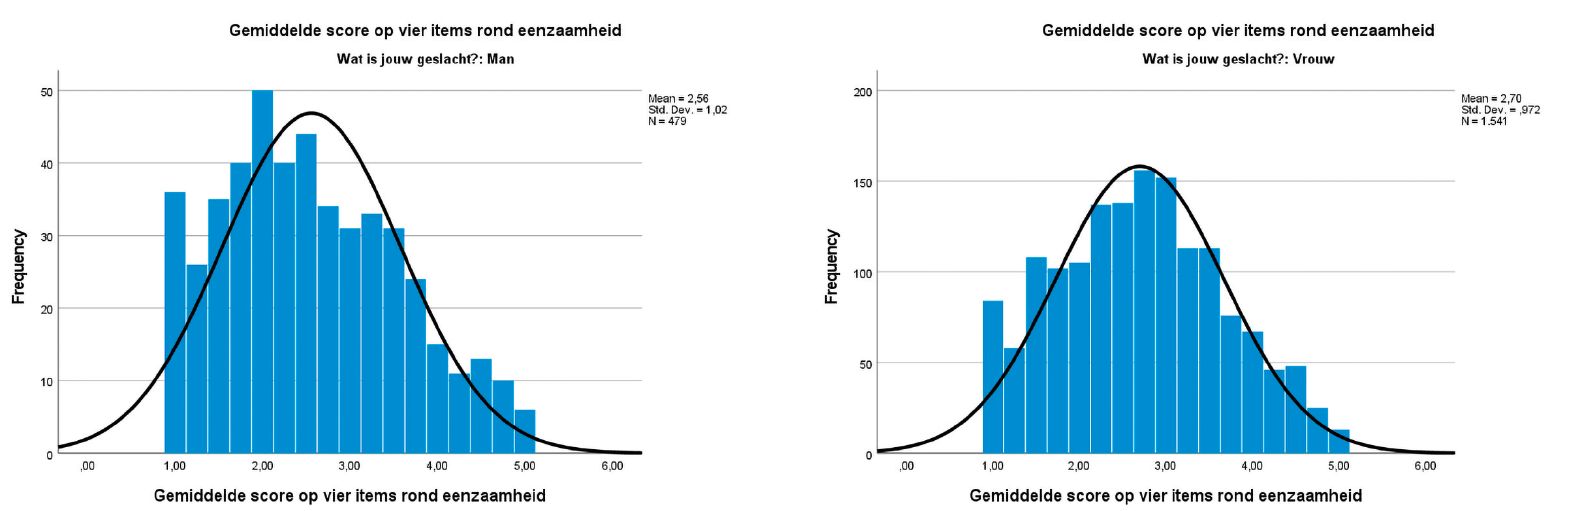 Gemiddelde score op vier items rond eenzaamheid
Wat is jouw geslacht?: Man
Mean = 2,56
Std. Dev. = 1,02
N = 479
50
40
30
20
10
0
Frequency
,00 1,00 2,00 3,00 4,00 5,00 6,00
Gemiddelde score op vier items rond eenzaamheid
Gemiddelde score op vier items rond eenzaamheid
Wat is jouw geslacht?: Vrouw
Mean = 2,70
Std. Dev. = ,972
N = 1.541
200
150
100
50
0
Frequency
,00 1,00 2,00 3,00 4,00 5,00 6,00
Gemiddelde score op vier items rond eenzaamheid